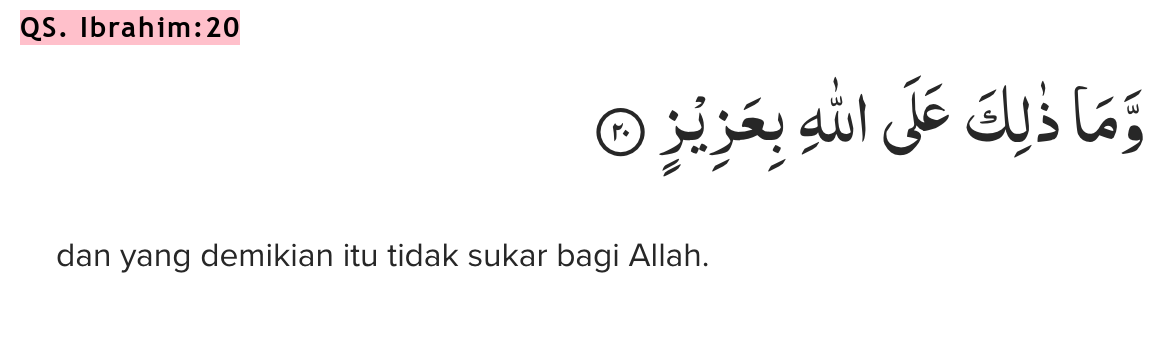 QS. Ibrahim:20
وَّمَا ذٰلِكَ عَلَى اللّٰهِ بِعَزِيْزٍ ۝٢٠
dan yang demikian itu tidak sukar bagi Allah.